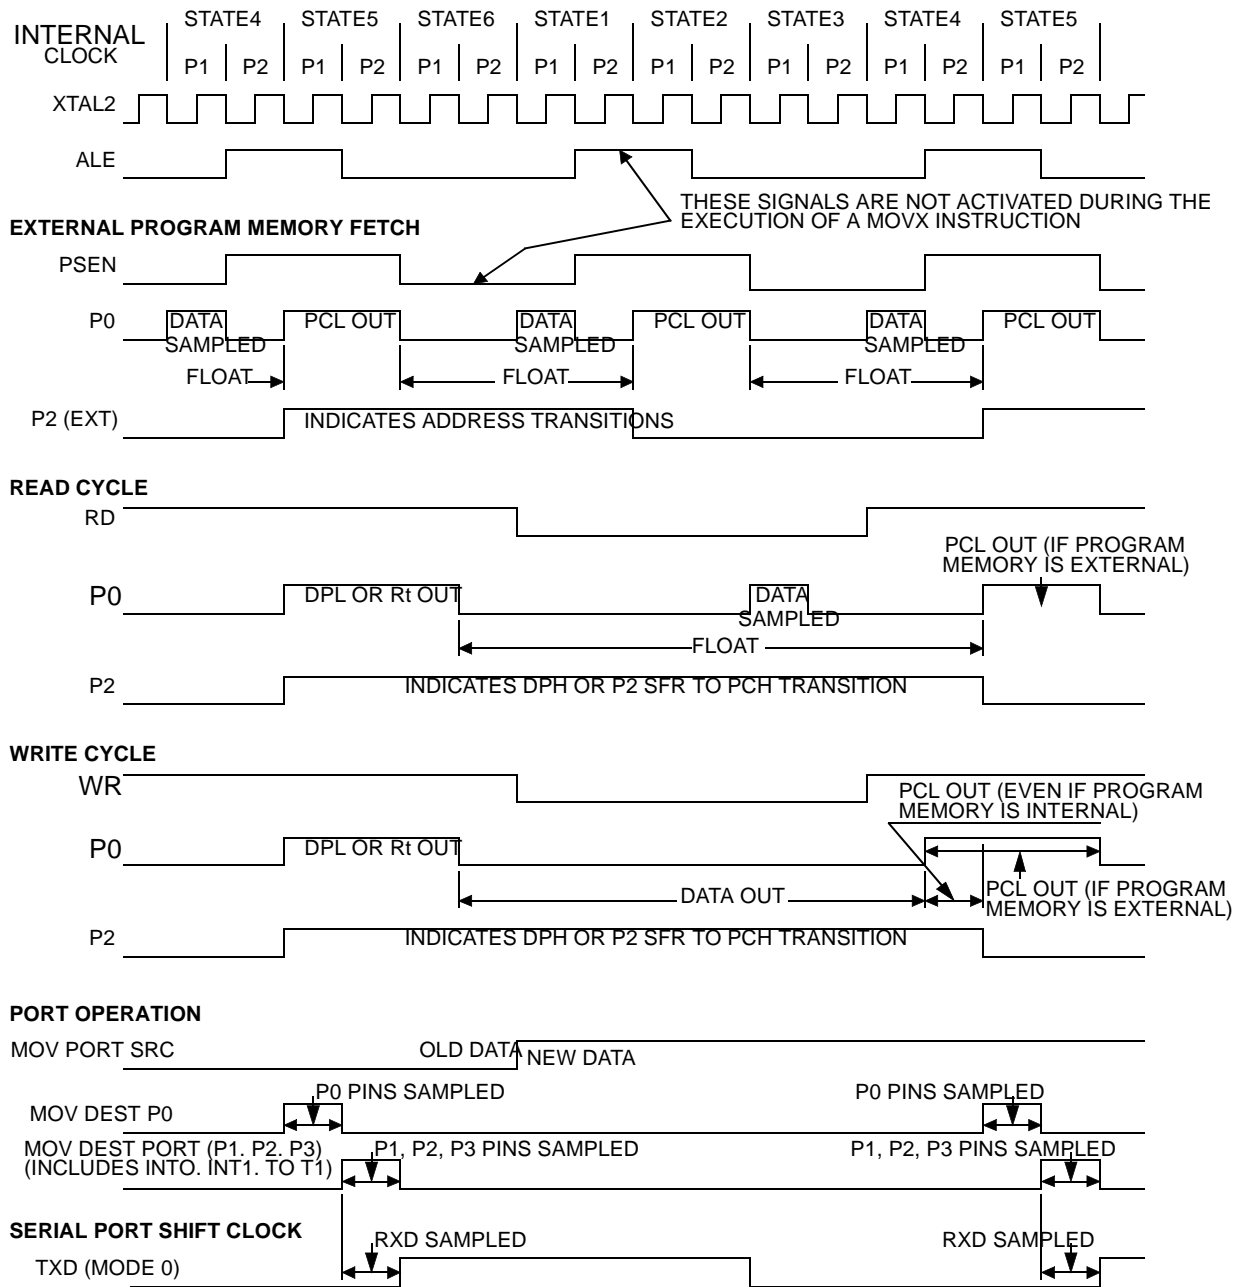 INTERNAL CLOCK
STATE4 STATE5 STATE6 STATE1 STATE2 STATE3 STATE4 STATE5
P1 P2 P1 P2 P1 P2 P1 P2 P1 P2 P1 P2 P1 P2 P1 P2
XTAL2
ALE
THESE SIGNALS ARE NOT ACTIVATED DURING THE
EXECUTION OF A MOVX INSTRUCTION
EXTERNAL PROGRAM MEMORY FETCH
PSEN
P0 DATA PCL OUT DATA PCL OUT DATA PCL OUT
SAMPLED SAMPLED SAMPLED
FLOAT FLOAT FLOAT
P2 (EXT) INDICATES ADDRESS TRANSITIONS
READ CYCLE
RD
PCL OUT (IF PROGRAM
MEMORY IS EXTERNAL)
P0 DPL OR Rt OUT DATA
SAMPLED
FLOAT
P2 INDICATES DPH OR P2 SFR TO PCH TRANSITION
WRITE CYCLE
WR
PCL OUT (EVEN IF PROGRAM
MEMORY IS INTERNAL)
P0 DPL OR Rt OUT
DATA OUT
PCL OUT (IF PROGRAM
MEMORY IS EXTERNAL)
P2 INDICATES DPH OR P2 SFR TO PCH TRANSITION
PORT OPERATION
MOV PORT SRC OLD DATA NEW DATA
P0 PINS SAMPLED P0 PINS SAMPLED
MOV DEST P0
MOV DEST PORT (P1. P2. P3) P1, P2, P3 PINS SAMPLED P1, P2, P3 PINS SAMPLED
(INCLUDES INTO. INT1. TO T1)
SERIAL PORT SHIFT CLOCK
RXD SAMPLED RXD SAMPLED
TXD (MODE 0)